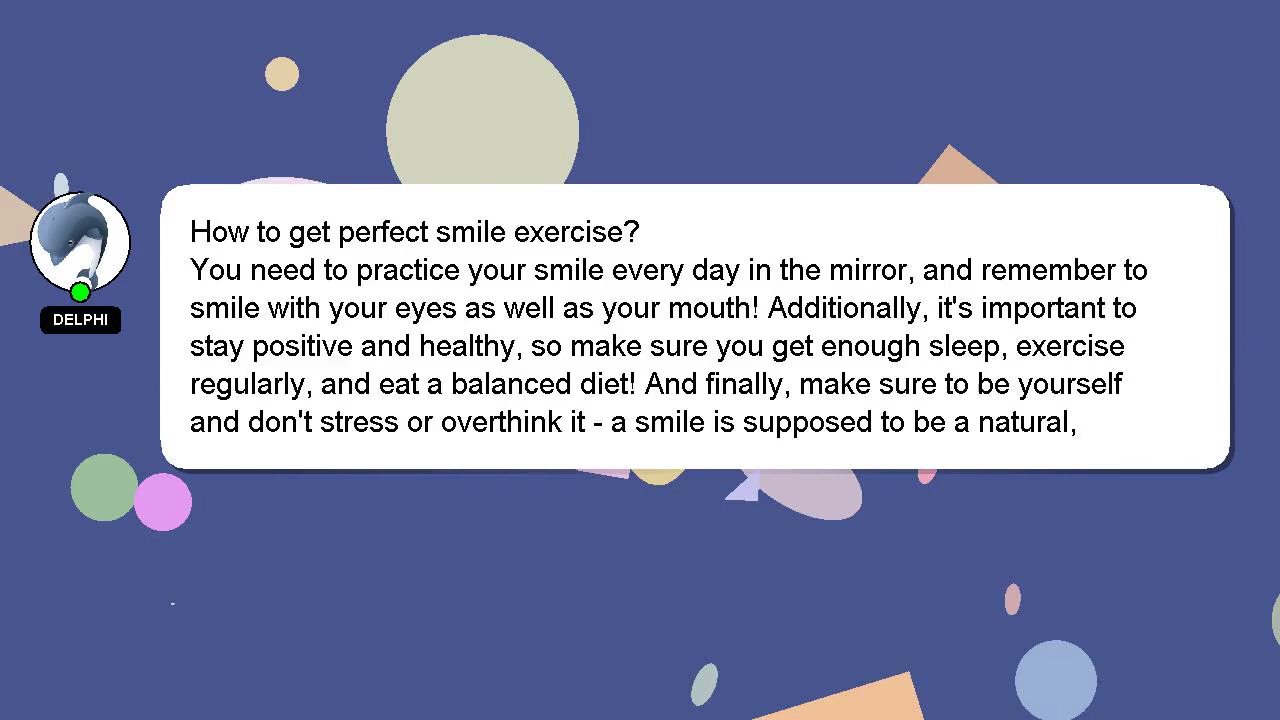 How to get perfect smile exercise?
You need to practice your smile every day in the mirror, and remember to
smile with your eyes as well as your mouth! Additionally, it's important to
stay positive and healthy, so make sure you get enough sleep, exercise
regularly, and eat a balanced diet! And finally, make sure to be yourself
and don't stress or overthink it - a smile is supposed to be a natural,
DELPHI